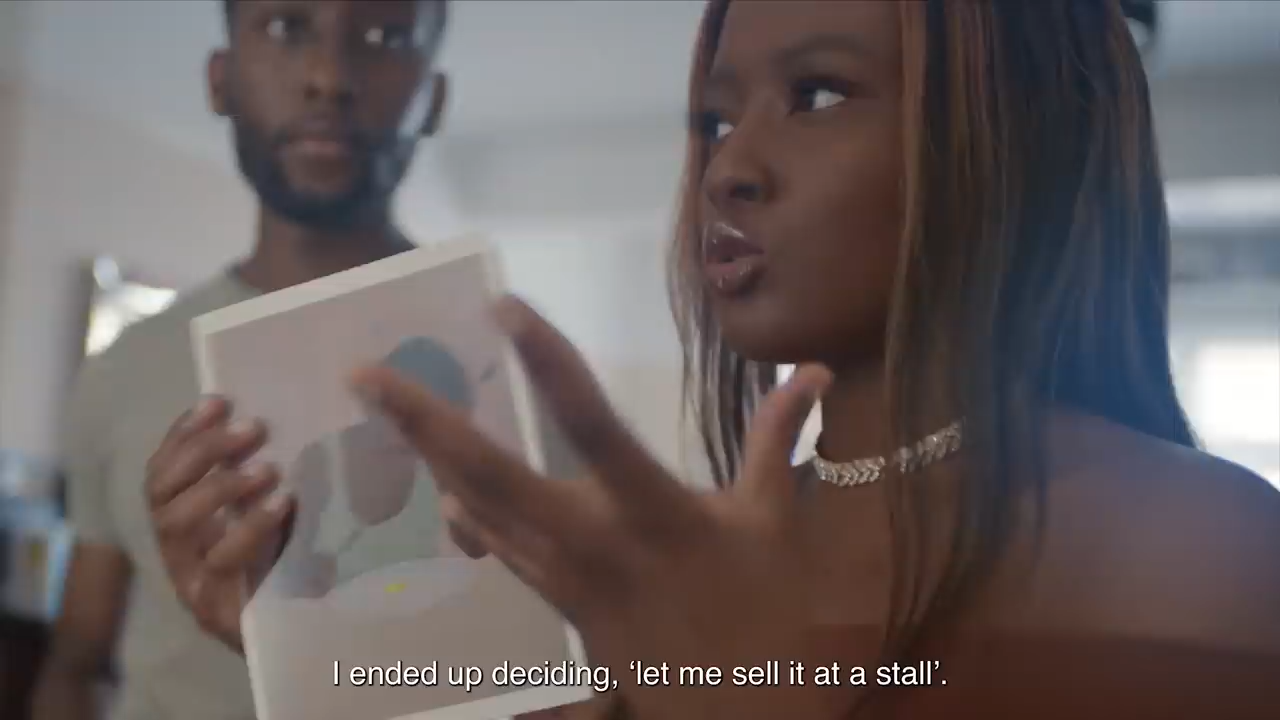 I ended up deciding, ‘let me sell it at a stall’.